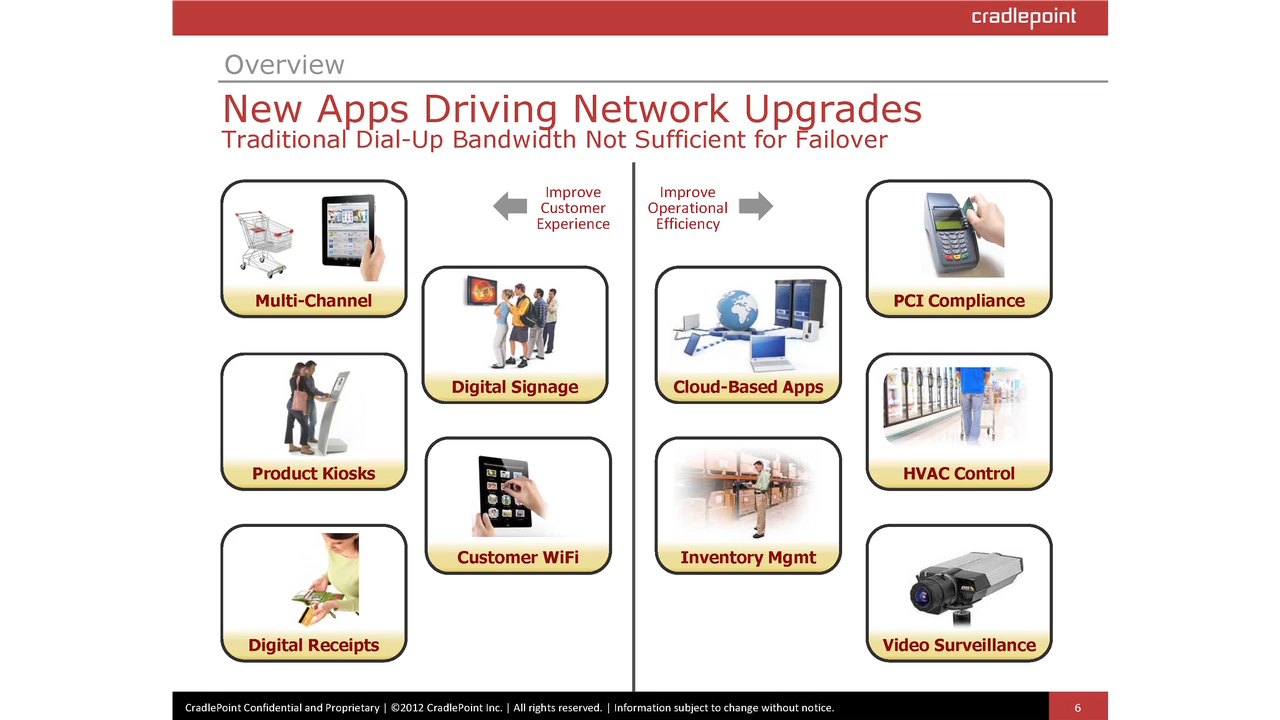 cradlepoint
Overview
New Apps Driving Network Upgrades
Traditional Dial-Up Bandwidth Not Sufficient for Failover
Improve
Customer
Experience
Improve
Operational
Efficiency
Multi-Channel
Digital Signage
Product Kiosks
Customer WiFi
Digital Receipts
Cloud-Based Apps
PCI Compliance
HVAC Control
Inventory Mgmt
Video Surveillance
CradlePoint Confidential and Proprietary | ©2012 CradlePoint Inc. | All rights reserved. | Information subject to change without notice.
6